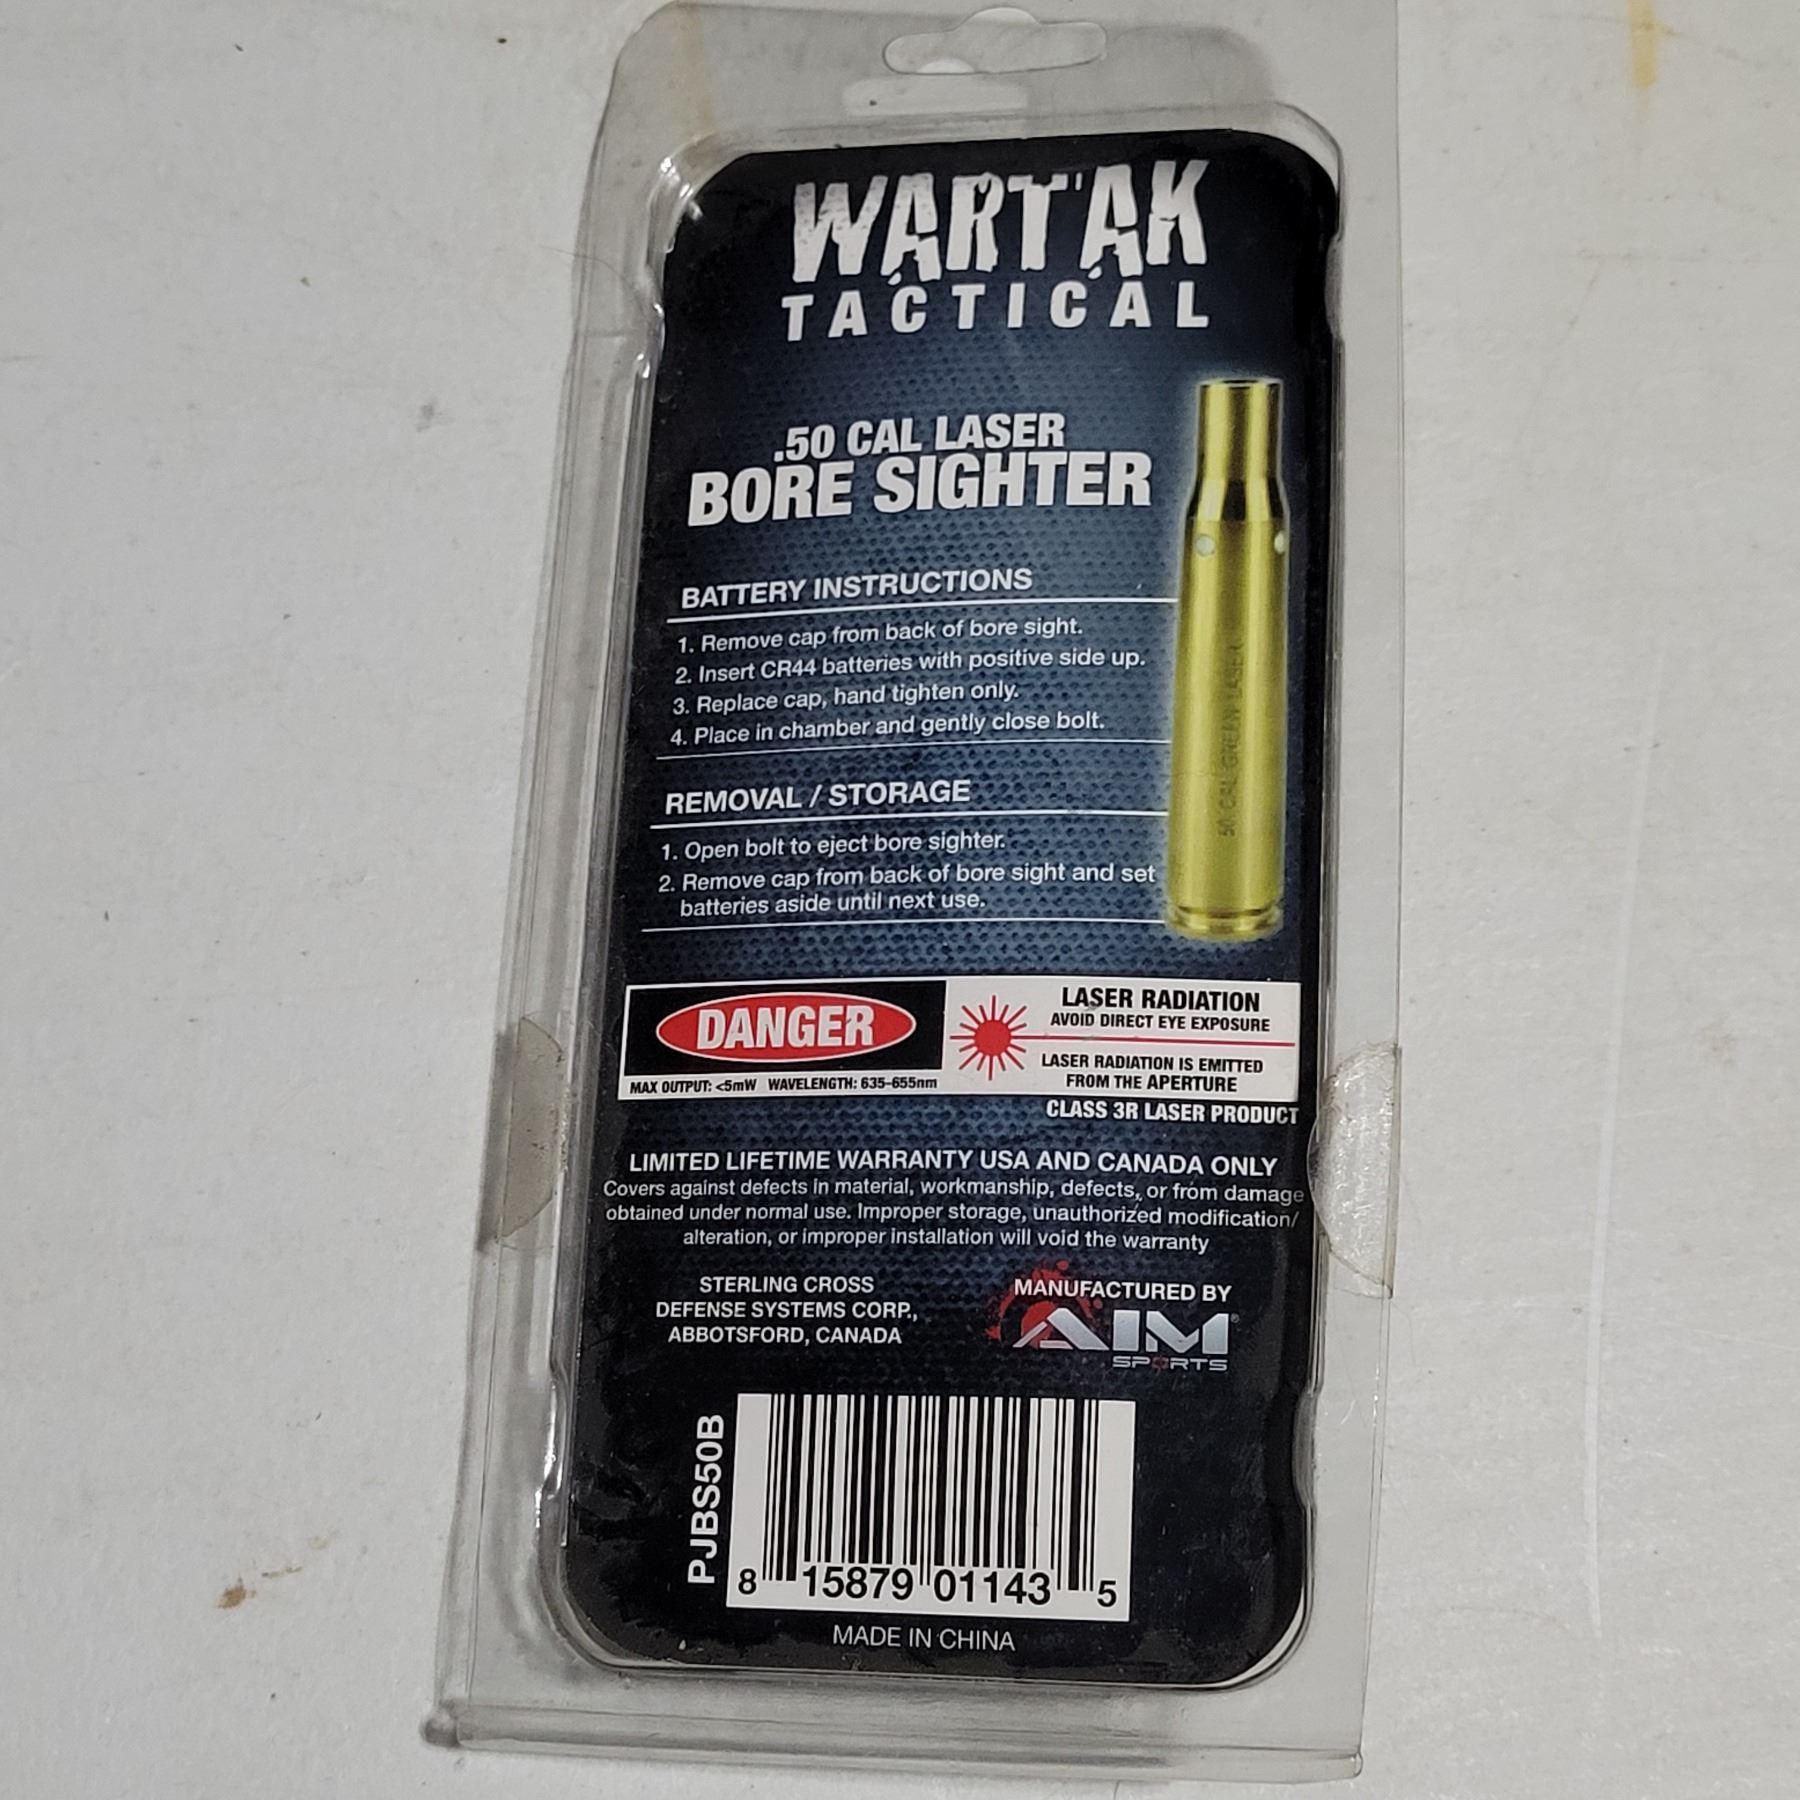 WARTAK
TACTICAL
.50 CAL LASER
BORE SIGHTER
BATTERY INSTRUCTIONS
1. Remove cap from back of bore sight.
2. Insert CR44 batteries with positive side up.
3. Replace cap, hand tighten only.
4. Place in chamber and gently close bolt.
50 CAL GREEN LASER
REMOVAL / STORAGE
1. Open bolt to eject bore sighter.
2. Remove cap from back of bore sight and set
batteries aside until next use.
DANGER
MAX OUTPUT: <5mW WAVELENGTH: 635-655nm
LASER RADIATION
AVOID DIRECT EYE EXPOSURE
LASER RADIATION IS EMITTED
FROM THE APERTURE
CLASS 3R LASER PRODUCT
LIMITED LIFETIME WARRANTY USA AND CANADA ONLY
Covers against defects in material, workmanship, defects, or from damage
obtained under normal use. Improper storage, unauthorized modification/
alteration, or improper installation will void the warranty
STERLING CROSS
DEFENSE SYSTEMS CORP.,
ABBOTSFORD, CANADA
MANUFACTURED BY
AIM®
SPORTS
PJBS50B
8 15879 01143 5
MADE IN CHINA